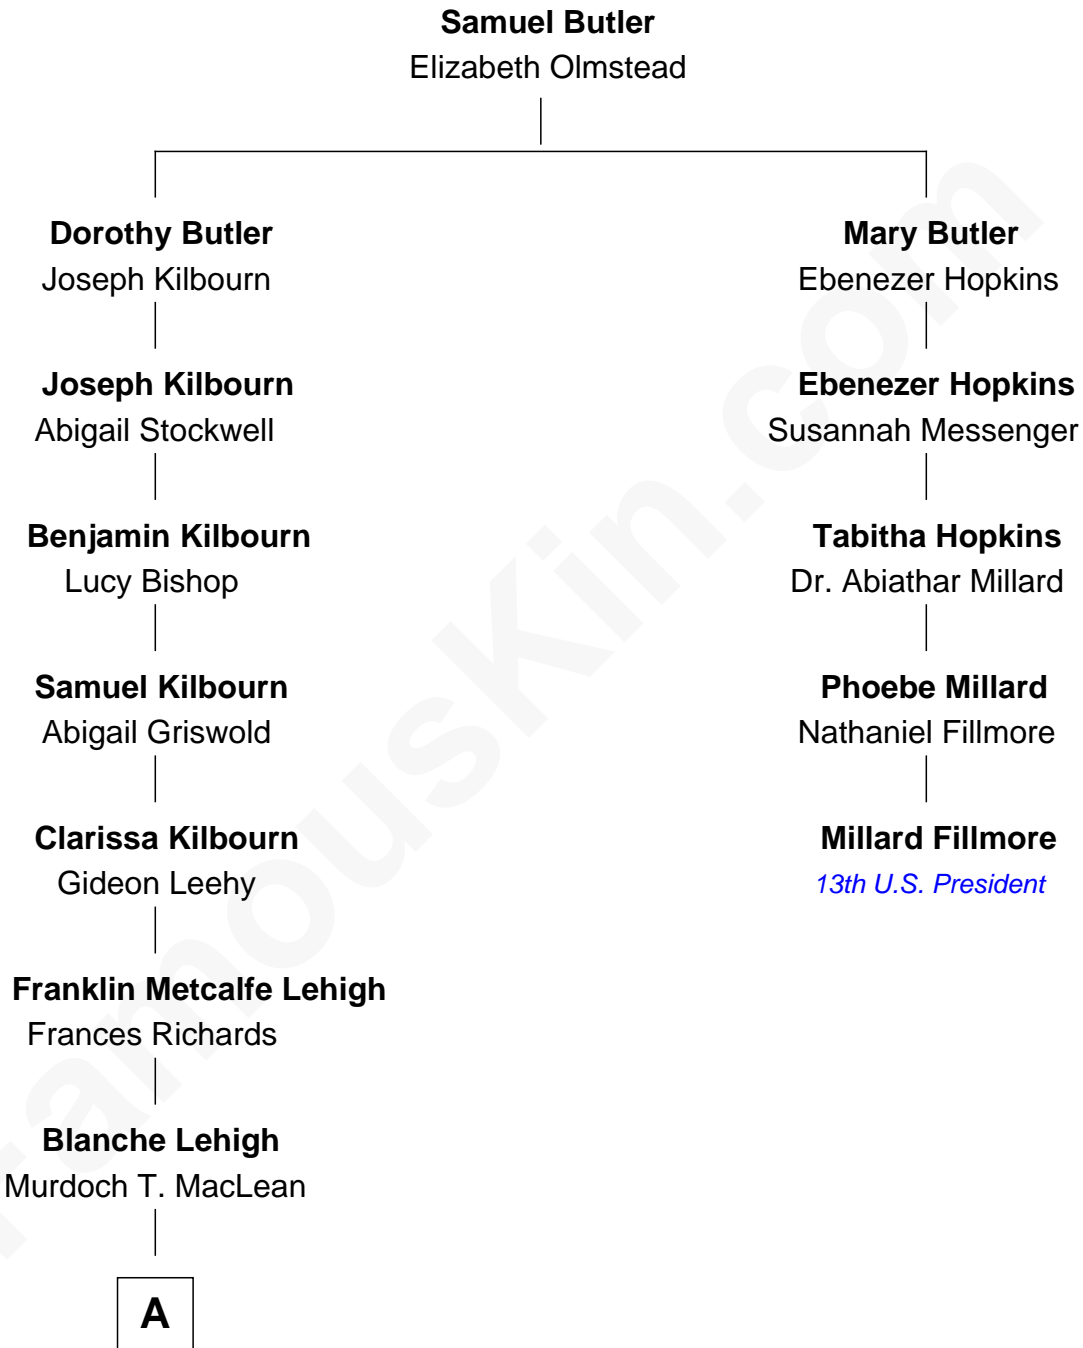 Samuel Butler
Elizabeth Olmstead
Dorothy Butler
Joseph Kilbourn
Mary Butler
Ebenezer Hopkins
Joseph Kilbourn
Abigail Stockwell
Ebenezer Hopkins
Susannah Messenger
Benjamin Kilbourn
Lucy Bishop
Tabitha Hopkins
Dr. Abiathar Millard
Samuel Kilbourn
Abigail Griswold
Phoebe Millard
Nathaniel Fillmore
Clarissa Kilbourn
Gideon Leehy
Millard Fillmore
13th U.S. President
Franklin Metcalfe Lehigh
Frances Richards
Blanche Lehigh
Murdoch T. MacLean
A
FamousKin.com